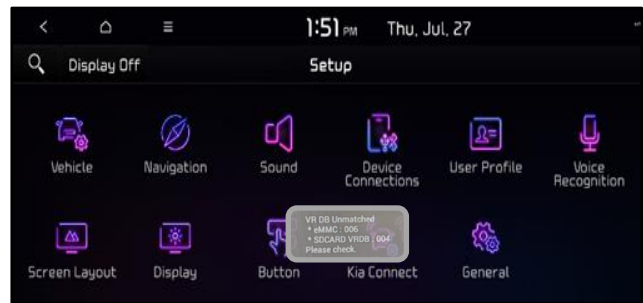 1:51 PM Thu, Jul, 27
Display Off
Setup
Vehicle
Navigation
Sound
Device
Connections
User Profile
Voice
Recognition
VR DB Unmatched
* eMMC : 006
* SDCARD VRDB : 004
Please check.
Screen Layout
Display
Button
Kia Connect
General